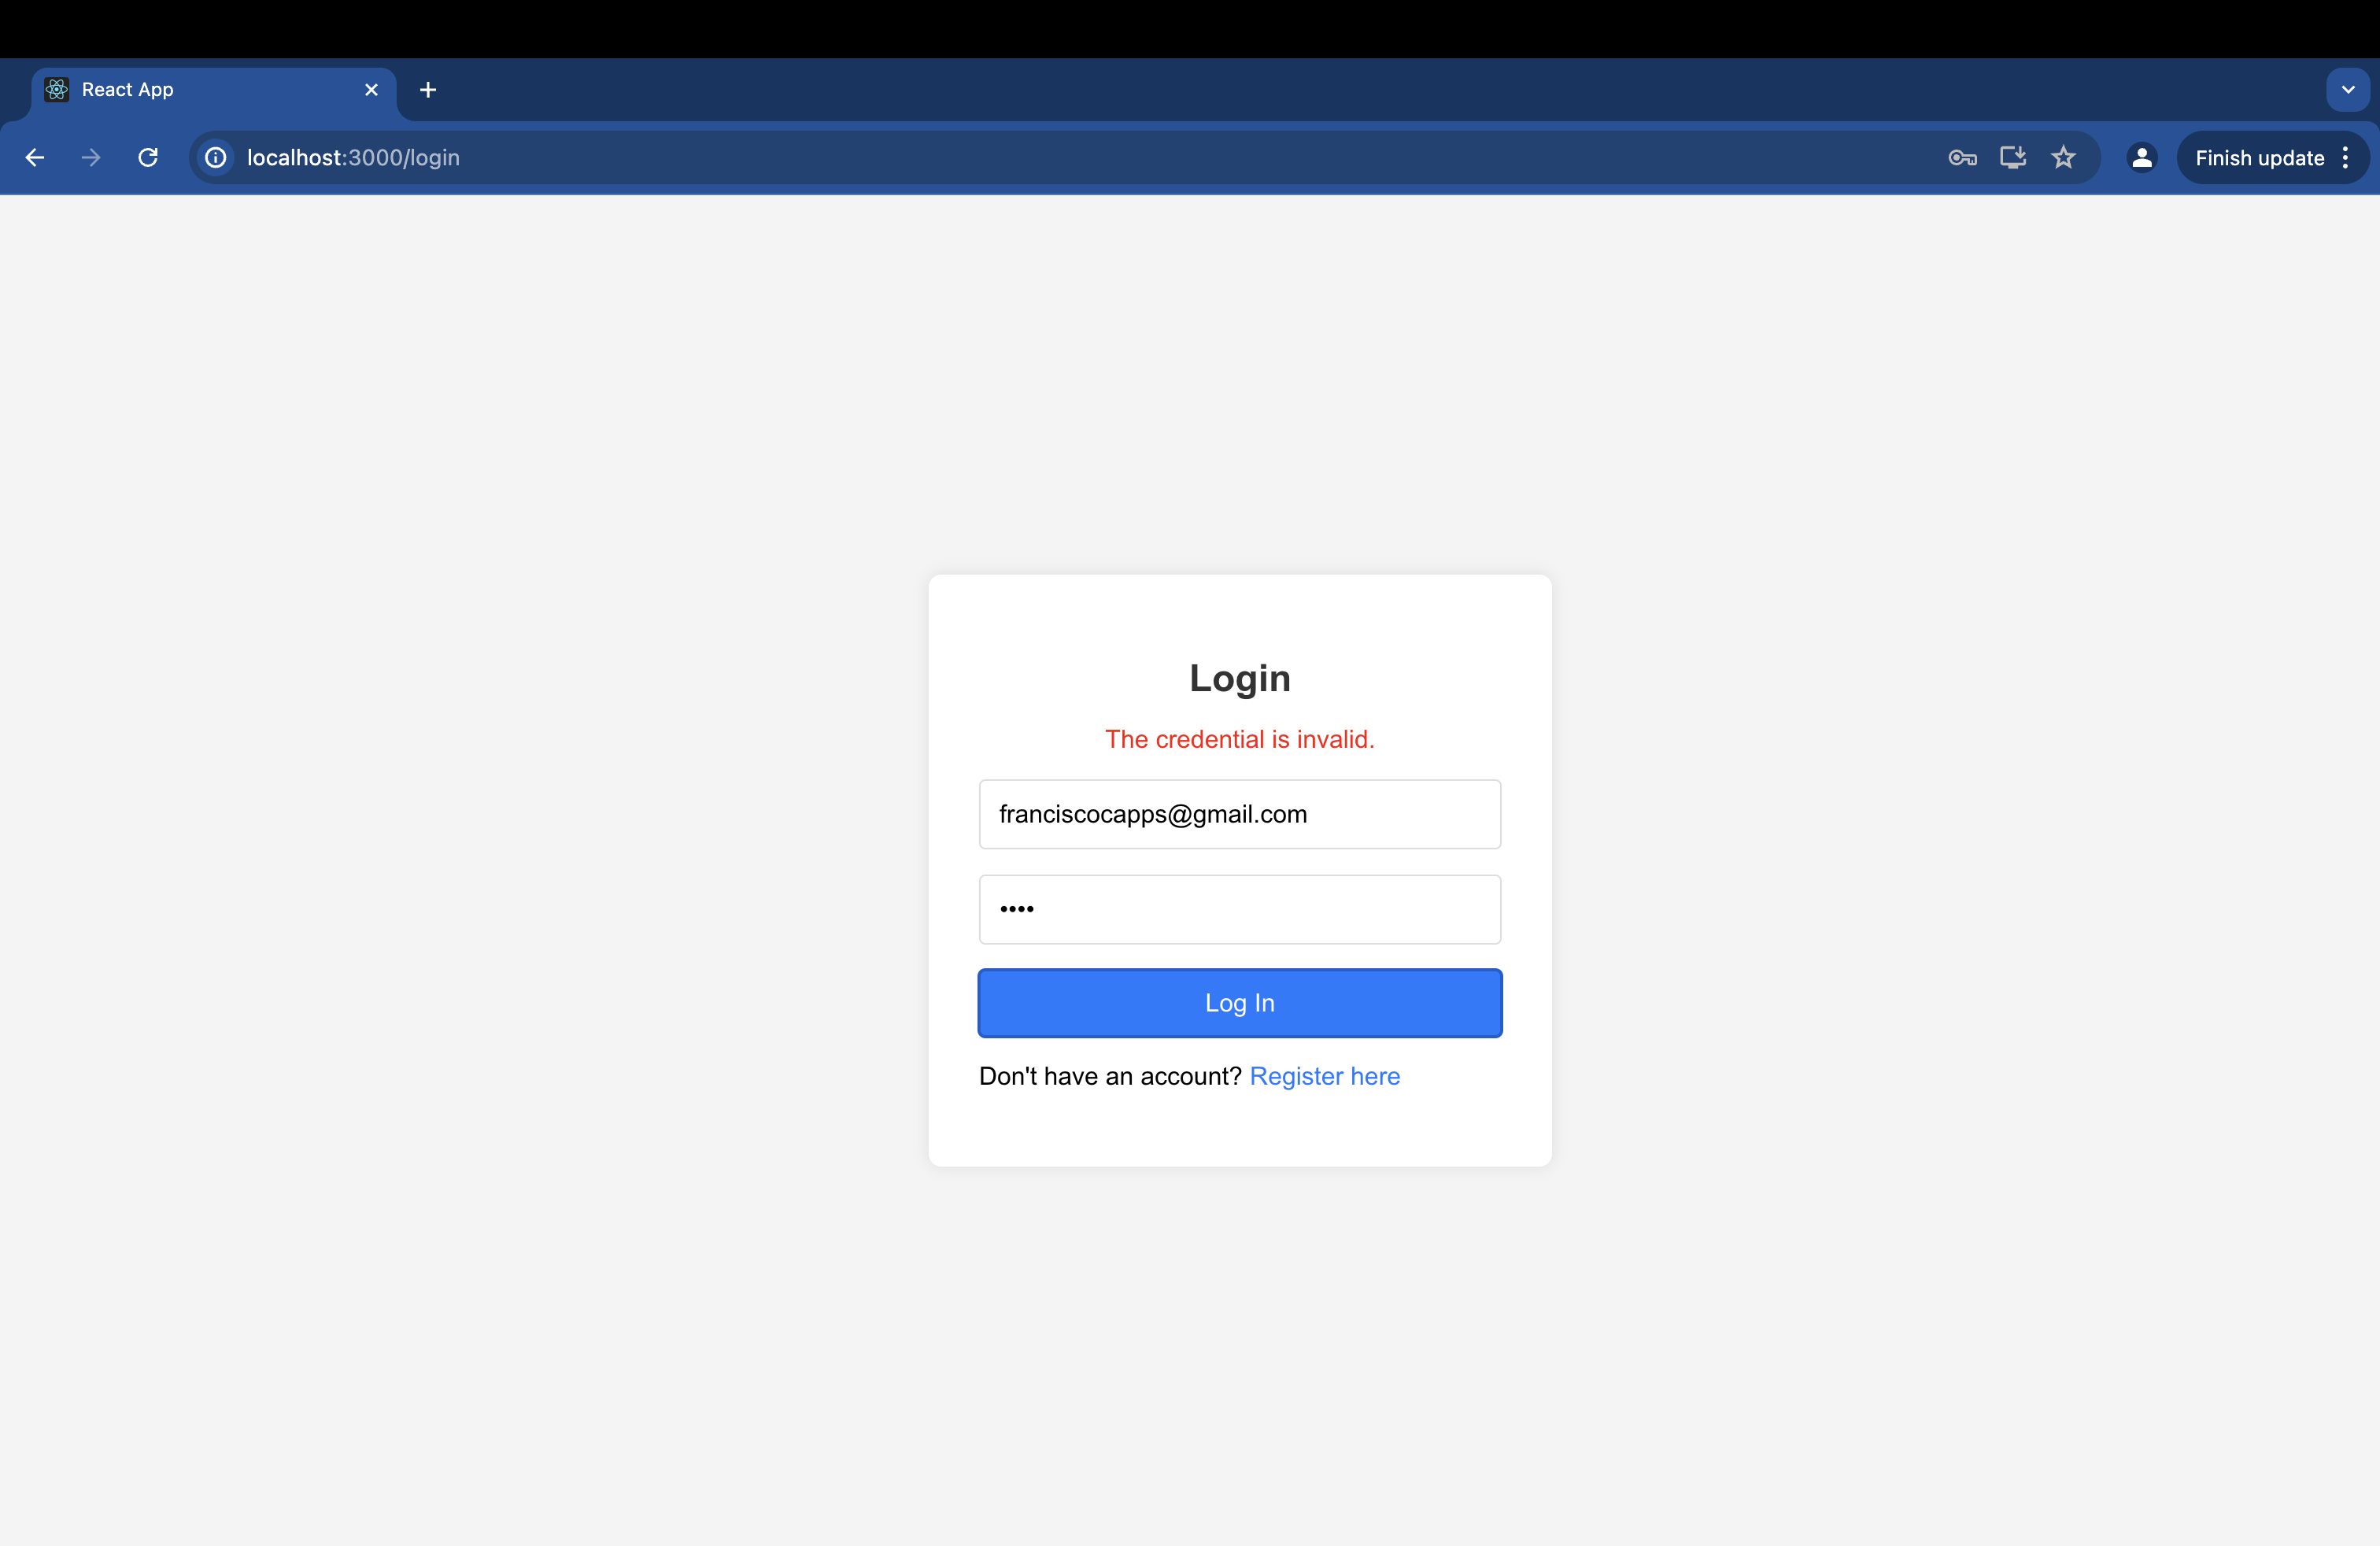 React App
localhost:3000/login
Finish update
Login
The credential is invalid.
franciscocapps@gmail.com
••••
Log In
Don't have an account? Register here